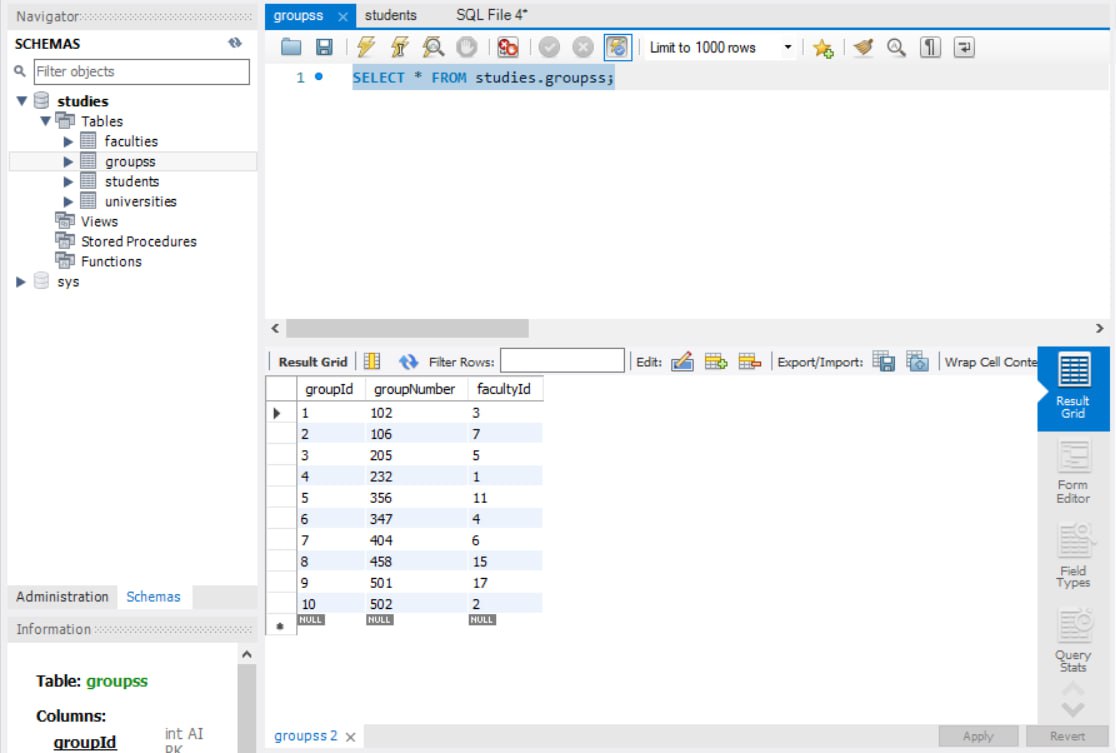 Navigator
SCHEMAS
Filter objects
studies
Tables
faculties
groupss
students
universities
Views
Stored Procedures
Functions
sys
Administration Schemas
Information
Table: groupss
Columns:
groupId int AI
PK
groupss students SQL File 4*
Limit to 1000 rows
1 SELECT * FROM studies.groupss;
Result Grid Filter Rows: Edit: Export/Import: Wrap Cell Conte
groupId groupNumber facultyId
1 102 3
2 106 7
3 205 5
4 232 1
5 356 11
6 347 4
7 404 6
8 458 15
9 501 17
10 502 2
NULL NULL NULL
Result
Grid
Form
Editor
Field
Types
Query
Stats
groupss 2
Apply Revert